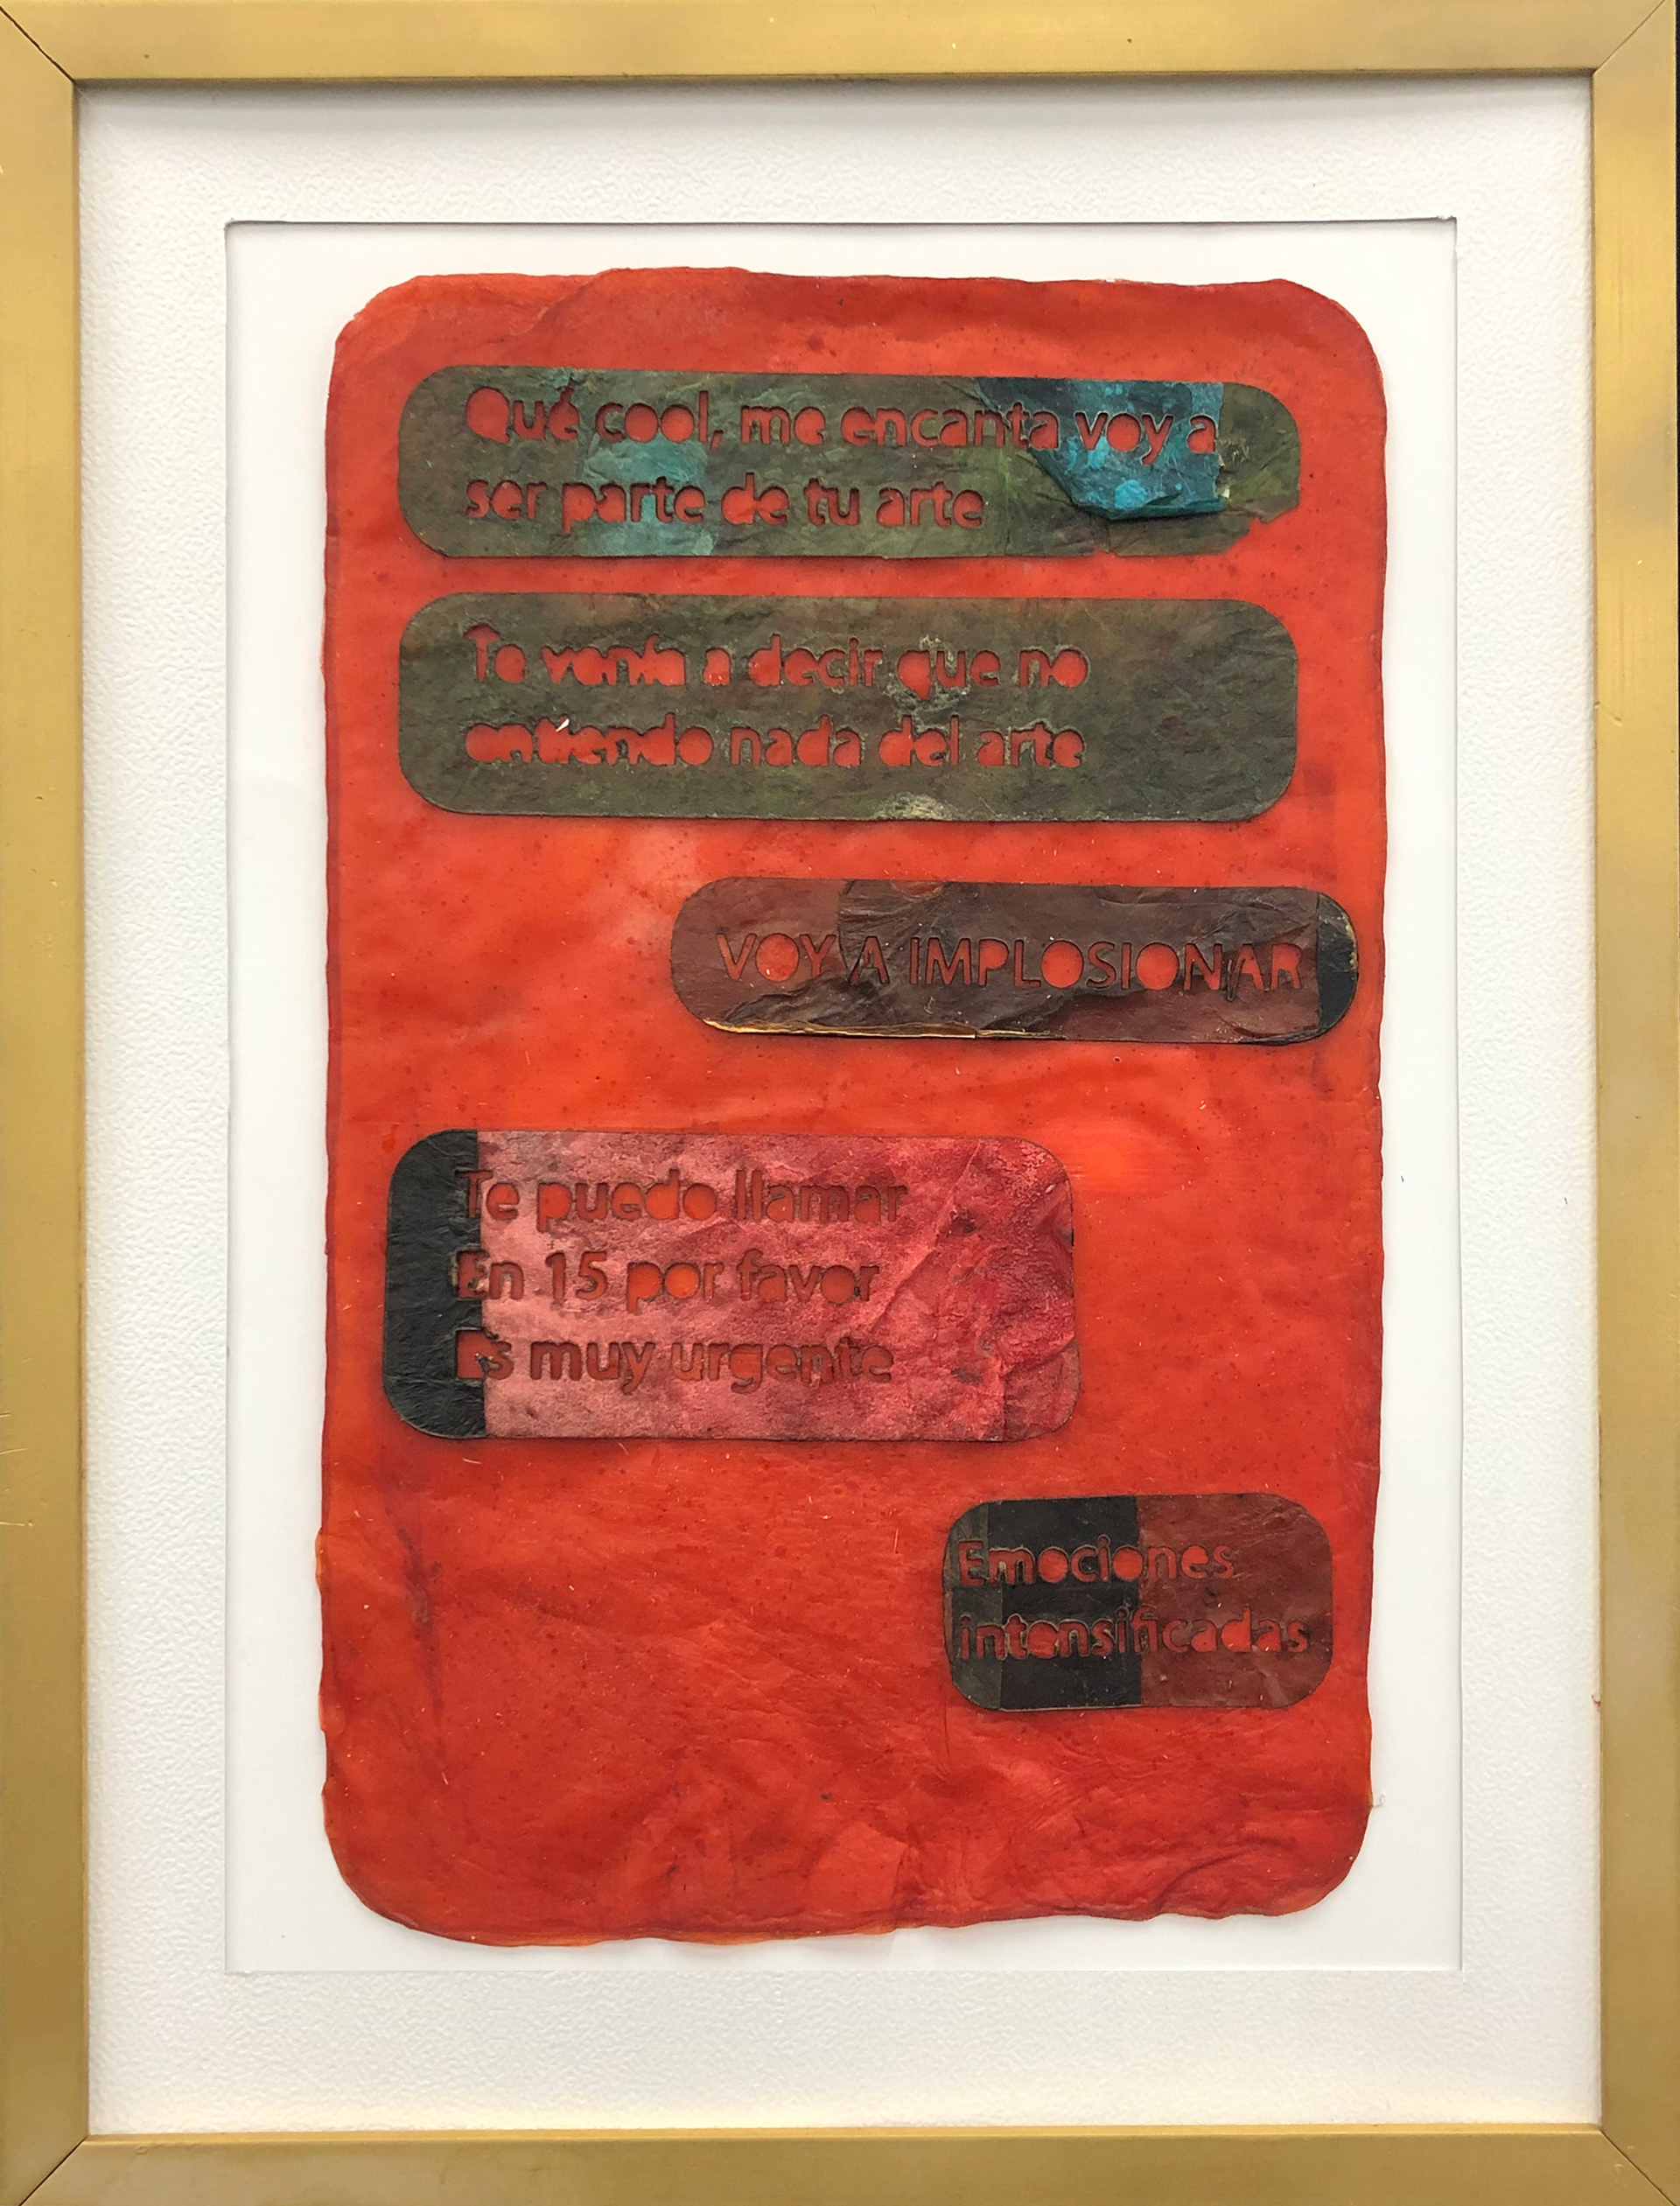 Qué cool, me encanta voy a
ser parte de tu arte
Te venía a decir que no
entiendo nada del arte
VOY A IMPLOSIONAR
Te puedo llamar
En 15 por favor
Es muy urgente
Emociones
intensificadas